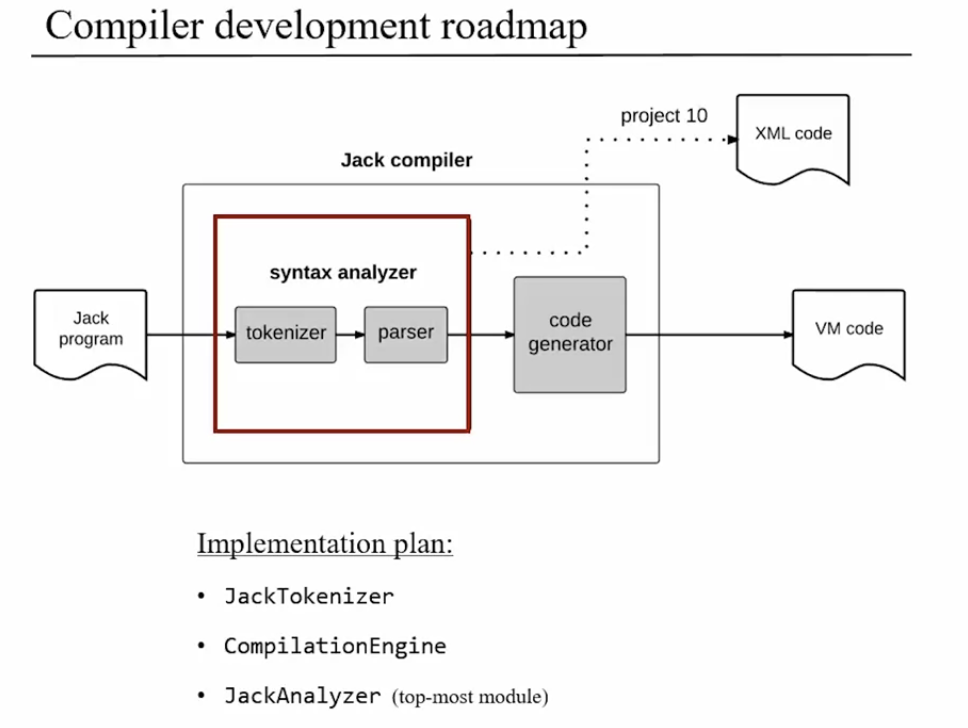 Compiler development roadmap
project 10
XML code
Jack compiler
syntax analyzer
Jack
program
tokenizer
parser
code
generator
VM code
Implementation plan:
• JackTokenizer
• CompilationEngine
• JackAnalyzer (top-most module)